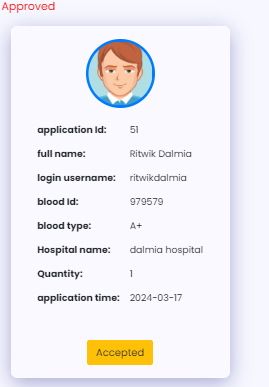 Approved
application Id: 51
full name: Ritwik Dalmia
login username: ritwikdalmia
blood Id: 979579
blood type: A+
Hospital name: dalmia hospital
Quantity: 1
application time: 2024-03-17
Accepted